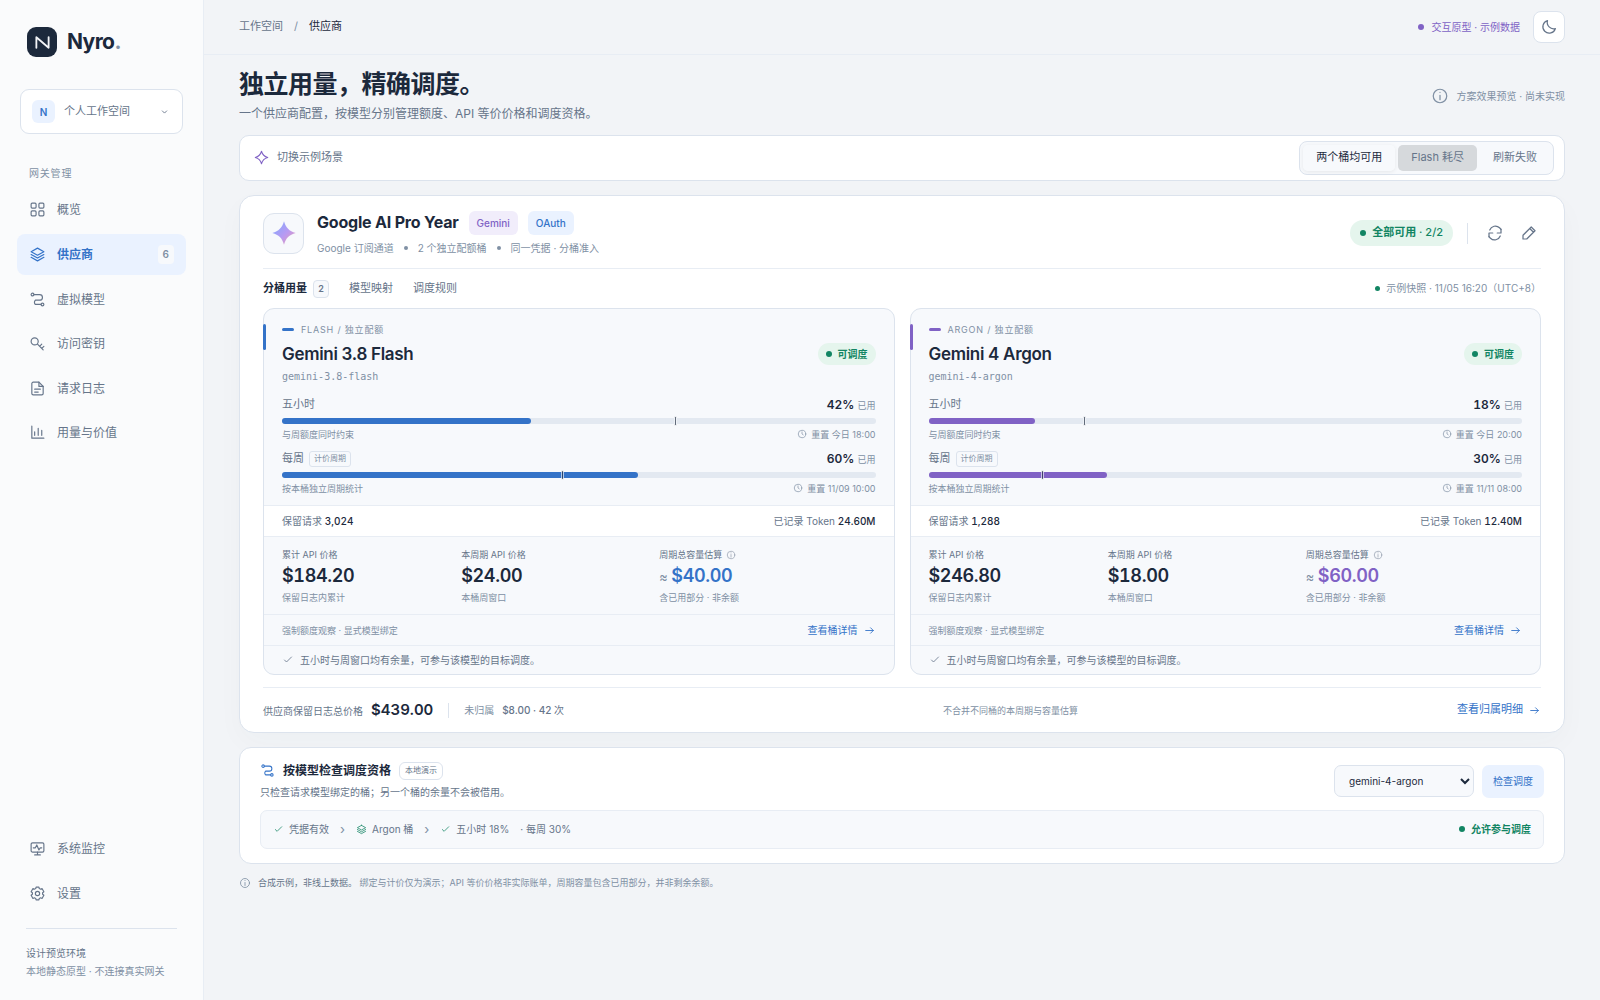 Nyro.
N 个人工作空间
网关管理
概览
供应商 6
虚拟模型
访问密钥
请求日志
用量与价值
系统监控
设置
设计预览环境
本地静态原型 · 不连接真实网关
工作空间 / 供应商
交互原型 · 示例数据
独立用量，精确调度。
一个供应商配置，按模型分别管理额度、API 等价价格和调度资格。
方案效果预览 · 尚未实现
切换示例场景
两个桶均可用 Flash 耗尽 刷新失败
Google AI Pro Year Gemini OAuth
Google 订阅通道 • 2 个独立配额桶 • 同一凭据 · 分桶准入
全部可用 · 2/2
分桶用量 2 模型映射 调度规则
示例快照 · 11/05 16:20（UTC+8）
FLASH / 独立配额
Gemini 3.8 Flash
可调度
gemini-3.8-flash
五小时 42% 已用
与周额度同时约束 重置 今日 18:00
每周 计价周期 60% 已用
按本桶独立周期统计 重置 11/09 10:00
保留请求 3,024 已记录 Token 24.60M
累计 API 价格 本周期 API 价格 周期总容量估算
$184.20 $24.00 ≈ $40.00
保留日志内累计 本桶周窗口 含已用部分 · 非余额
强制额度观察 · 显式模型绑定 查看桶详情 →
五小时与周窗口均有余量，可参与该模型的目标调度。
ARGON / 独立配额
Gemini 4 Argon
可调度
gemini-4-argon
五小时 18% 已用
与周额度同时约束 重置 今日 20:00
每周 计价周期 30% 已用
按本桶独立周期统计 重置 11/11 08:00
保留请求 1,288 已记录 Token 12.40M
累计 API 价格 本周期 API 价格 周期总容量估算
$246.80 $18.00 ≈ $60.00
保留日志内累计 本桶周窗口 含已用部分 · 非余额
强制额度观察 · 显式模型绑定 查看桶详情 →
五小时与周窗口均有余量，可参与该模型的目标调度。
供应商保留日志总价格 $439.00 未归属 $8.00 · 42 次 不合并不同桶的本周期与容量估算 查看归属明细 →
按模型检查调度资格 本地演示
只检查请求模型绑定的桶；另一个桶的余量不会被借用。
gemini-4-argon 检查调度
凭据有效 › Argon 桶 › 五小时 18% · 每周 30% 允许参与调度
合成示例，非线上数据。 绑定与计价仅为演示；API 等价价格非实际账单，周期容量包含已用部分，并非剩余余额。